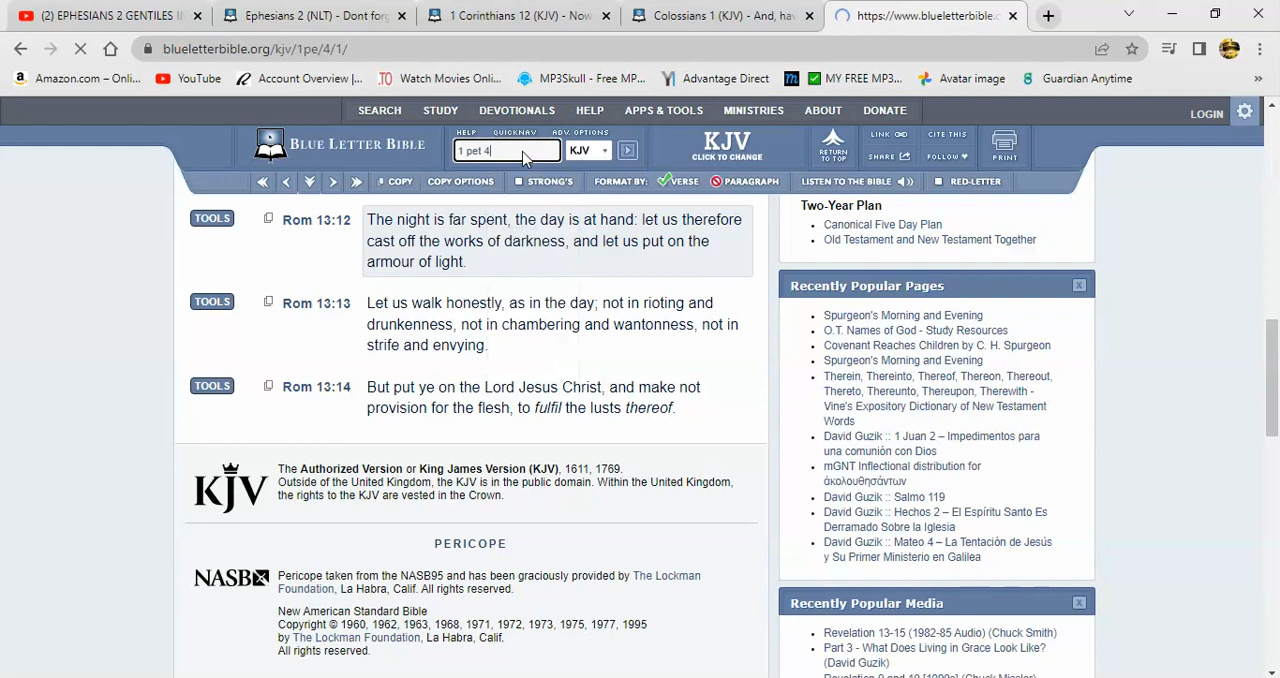 (2) EPHESIANS 2 GENTILES I
Ephesians 2 (NLT) - Dont for
1 Corinthians 12 (KJV) - Now
Colossians 1 (KJV) - And, ha
https://www.blueletterbible.
blueletterbible.org/kjv/1pe/4/1/
Amazon.com – Onli...
YouTube
Account Overview |...
Watch Movies Onlin...
MP3Skull - Free MP...
Advantage Direct
MY FREE MP3...
Avatar image
Guardian Anytime
»
SEARCH STUDY DEVOTIONALS HELP APPS & TOOLS MINISTRIES ABOUT DONATE
LOGIN
BLUE LETTER BIBLE
HELP QUICKNAV ADV. OPTIONS
1 pet 4
KJV
KJV
CLICK TO CHANGE
RETURN
TO TOP
LINK
SHARE
CITE THIS
FOLLOW
PRINT
COPY COPY OPTIONS STRONG'S FORMAT BY: VERSE PARAGRAPH LISTEN TO THE BIBLE RED-LETTER
TOOLS Rom 13:12 The night is far spent, the day is at hand: let us therefore
cast off the works of darkness, and let us put on the
armour of light.
TOOLS Rom 13:13 Let us walk honestly, as in the day; not in rioting and
drunkenness, not in chambering and wantonness, not in
strife and envying.
TOOLS Rom 13:14 But put ye on the Lord Jesus Christ, and make not
provision for the flesh, to fulfil the lusts thereof.
KJV
The Authorized Version or King James Version (KJV), 1611, 1769.
Outside of the United Kingdom, the KJV is in the public domain. Within the United Kingdom,
the rights to the KJV are vested in the Crown.
PERICOPE
NASB
Pericope taken from the NASB95 and has been graciously provided by The Lockman
Foundation, La Habra, Calif. All rights reserved.
New American Standard Bible
Copyright © 1960, 1962, 1963, 1968, 1971, 1972, 1973, 1975, 1977, 1995
by The Lockman Foundation, La Habra, Calif.
All rights reserved.
Two-Year Plan
Canonical Five Day Plan
Old Testament and New Testament Together
Recently Popular Pages
Spurgeon's Morning and Evening
O.T. Names of God - Study Resources
Covenant Reaches Children by C. H. Spurgeon
Spurgeon's Morning and Evening
Therein, Thereinto, Thereof, Thereon, Thereout,
Thereto, Thereunto, Thereupon, Therewith -
Vine's Expository Dictionary of New Testament
Words
David Guzik :: 1 Juan 2 – Impedimentos para
una comunión con Dios
mGNT Inflectional distribution for
ἀκολουθησάντων
David Guzik :: Salmo 119
David Guzik :: Hechos 2 – El Espíritu Santo Es
Derramado Sobre la Iglesia
David Guzik :: Mateo 4 – La Tentación de Jesús
y Su Primer Ministerio en Galilea
Recently Popular Media
Revelation 13-15 (1982-85 Audio) (Chuck Smith)
Part 3 - What Does Living in Grace Look Like?
(David Guzik)